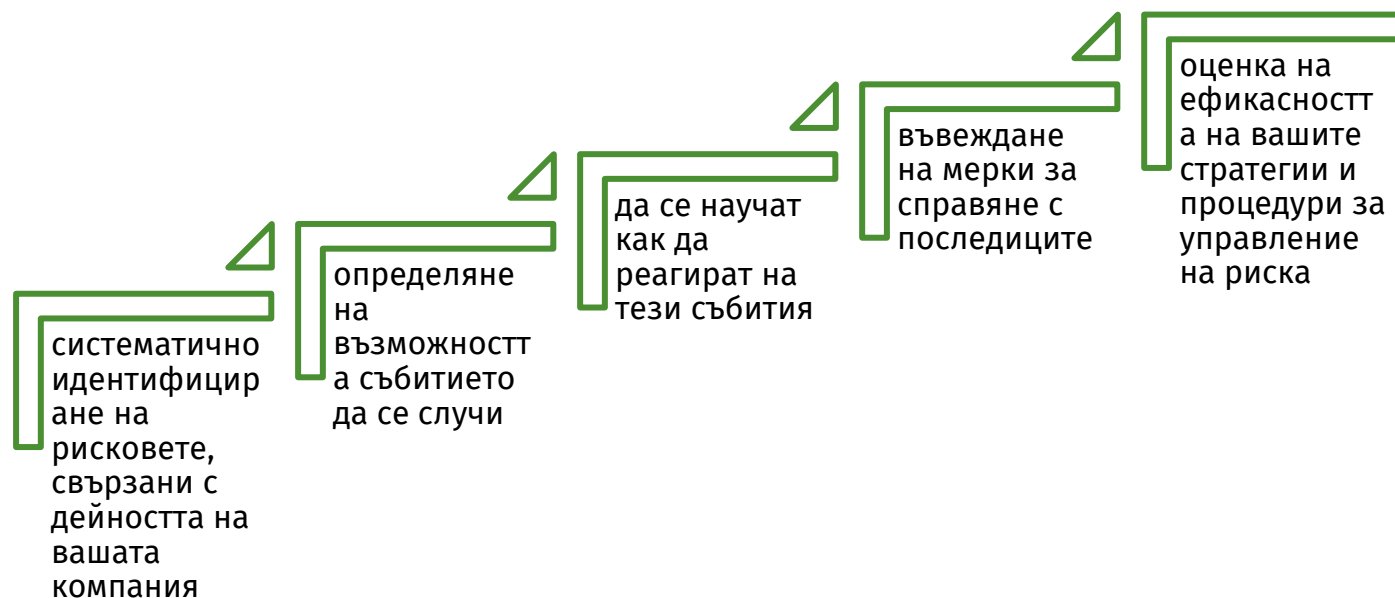 систематично
идентифицир
ане на
рисковете,
свързани с
дейността на
вашата
компания
определяне
на
възможностт
а събитието
да се случи
да се научат
как да
реагират на
тези събития
въвеждане
на мерки за
справяне с
последиците
оценка на
ефикасностт
а на вашите
стратегии и
процедури за
управление
на риска